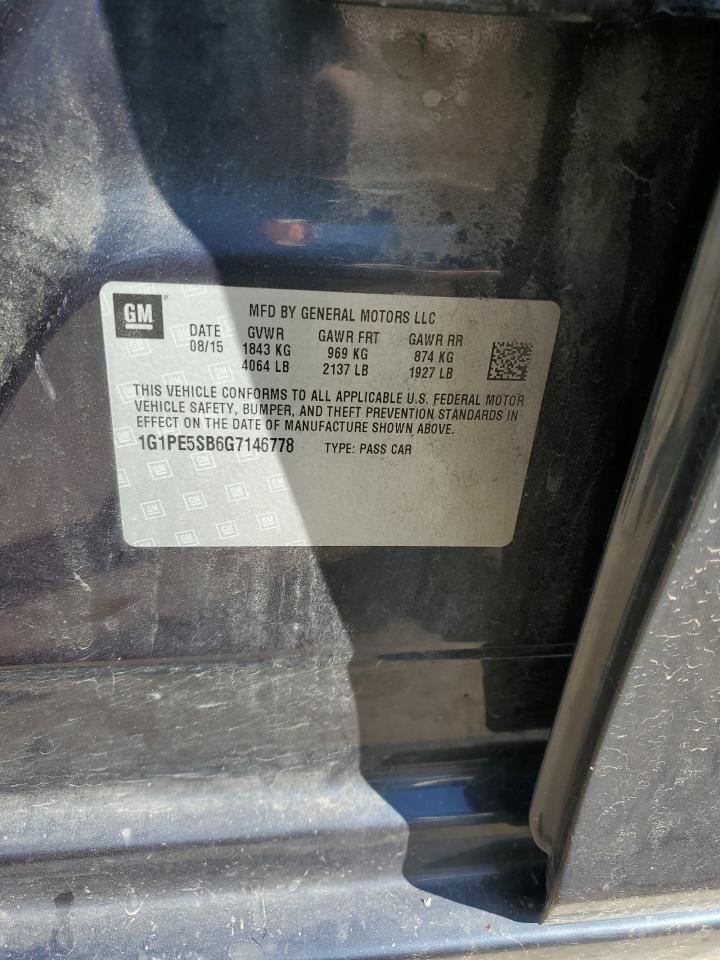 GM
MFD BY GENERAL MOTORS LLC
DATE GVWR GAWR FRT GAWR RR
08/15 1843 KG 969 KG 874 KG
4064 LB 2137 LB 1927 LB
THIS VEHICLE CONFORMS TO ALL APPLICABLE U.S. FEDERAL MOTOR
VEHICLE SAFETY, BUMPER, AND THEFT PREVENTION STANDARDS IN
EFFECT ON THE DATE OF MANUFACTURE SHOWN ABOVE.
1G1PE5SB6G7146778 TYPE: PASS CAR